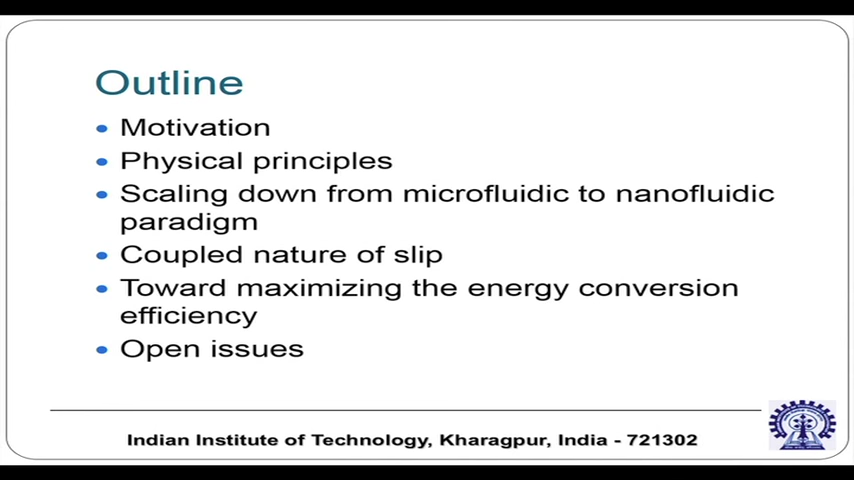 Outline
Motivation
Physical principles
Scaling down from microfluidic to nanofluidic
paradigm
Coupled nature of slip
Toward maximizing the energy conversion
efficiency
Open issues
Indian Institute of Technology, Kharagpur, India - 721302